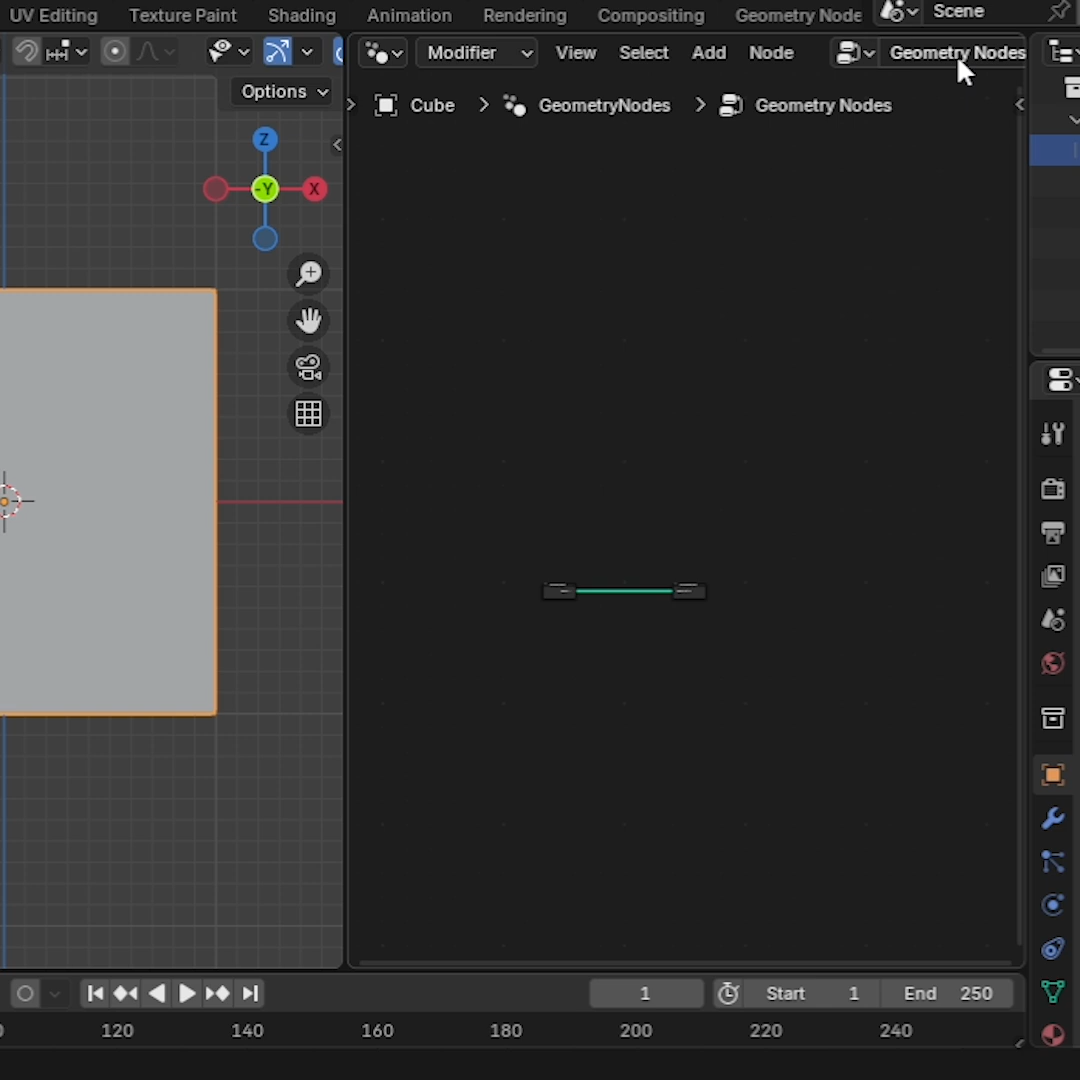 UV Editing Texture Paint Shading Animation Rendering Compositing Geometry Node Scene
Modifier View Select Add Node Geometry Nodes
Options
Cube GeometryNodes Geometry Nodes
Z
-Y X
1 Start 1 End 250
120 140 160 180 200 220 240